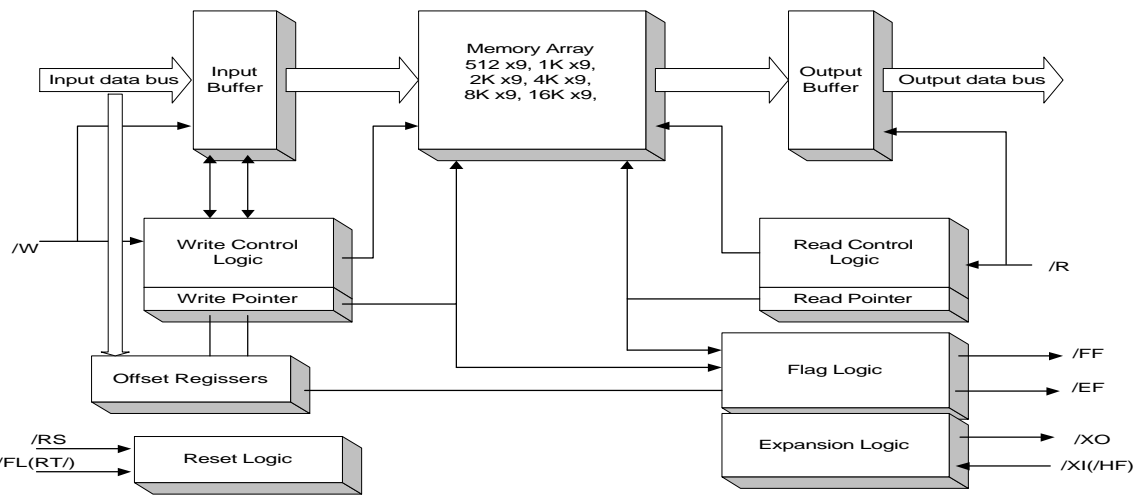 Input data bus
Input
Buffer
Memory Array
512 x9, 1K x9,
2K x9, 4K x9,
8K x9, 16K x9,
Output
Buffer
Output data bus
/W
Write Control
Logic
Write Pointer
Read Control
Logic
Read Pointer
/R
Offset Regissers
Flag Logic
/FF
/EF
/RS
/FL(RT/)
Reset Logic
Expansion Logic
/XO
/XI(/HF)